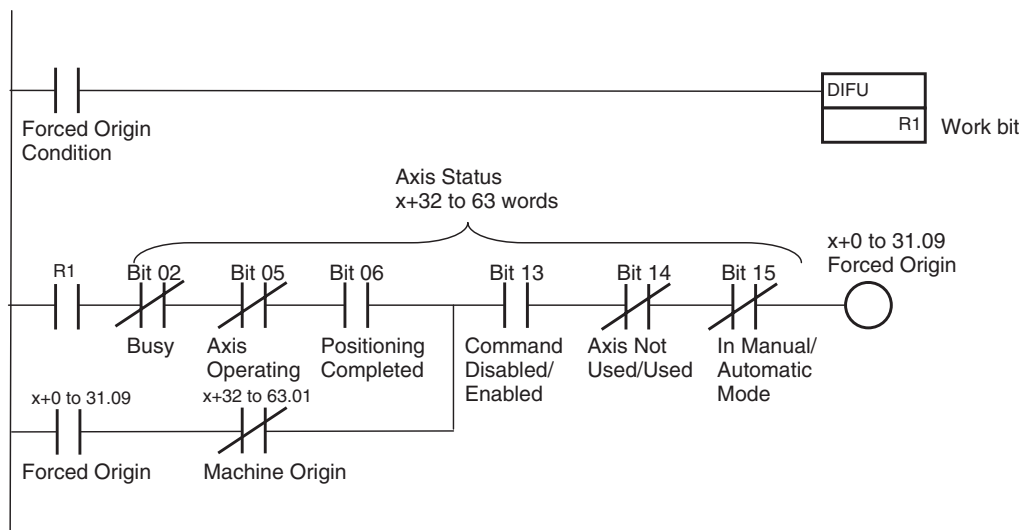 DIFU
R1
Work bit
Forced Origin
Condition
Axis Status
x+32 to 63 words
x+0 to 31.09
Forced Origin
R1
Bit 02
Bit 05
Bit 06
Bit 13
Bit 14
Bit 15
Busy
Axis
Operating
Positioning
Completed
Command
Disabled/
Enabled
Axis Not
Used/Used
In Manual/
Automatic
Mode
x+0 to 31.09
x+32 to 63.01
Forced Origin
Machine Origin